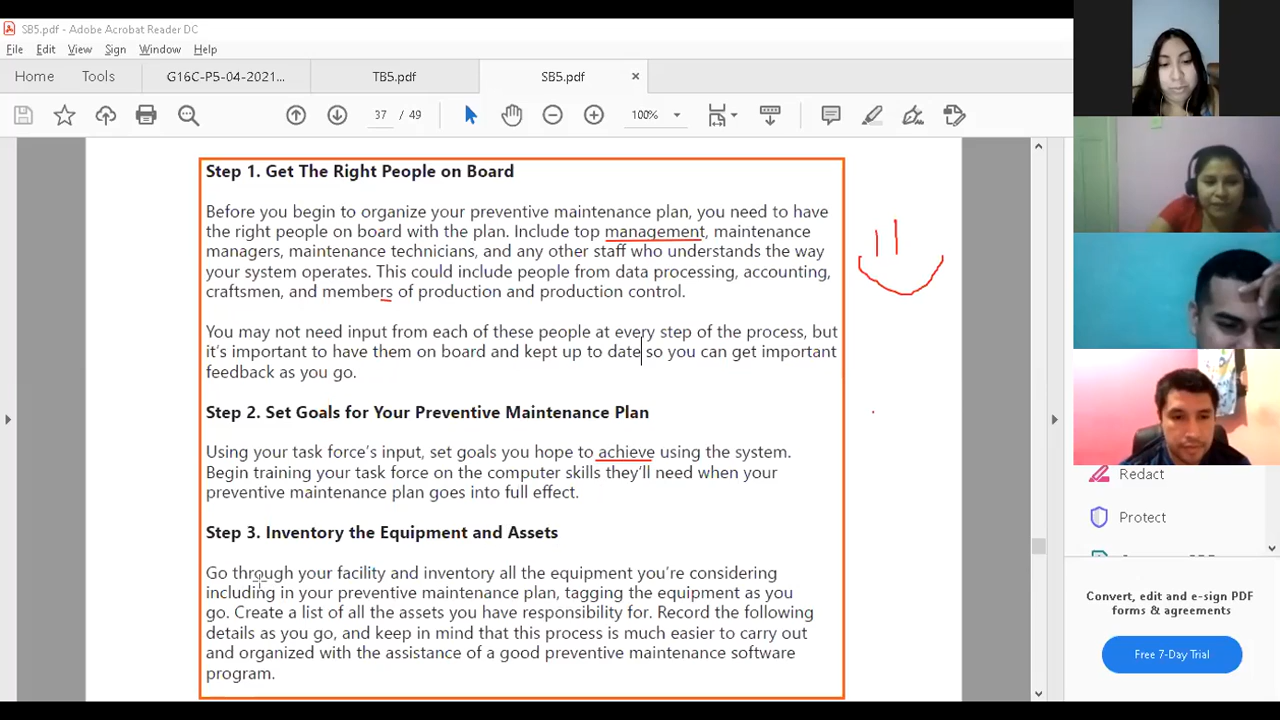 SB5.pdf - Adobe Acrobat Reader DC
File Edit View Sign Window Help
Home Tools G16C-P5-04-2021... TB5.pdf SB5.pdf ×
37 / 49 100%
Step 1. Get The Right People on Board
Before you begin to organize your preventive maintenance plan, you need to have
the right people on board with the plan. Include top management, maintenance
managers, maintenance technicians, and any other staff who understands the way
your system operates. This could include people from data processing, accounting,
craftsmen, and members of production and production control.
You may not need input from each of these people at every step of the process, but
it's important to have them on board and kept up to date so you can get important
feedback as you go.
Step 2. Set Goals for Your Preventive Maintenance Plan
Using your task force's input, set goals you hope to achieve using the system.
Begin training your task force on the computer skills they'll need when your
preventive maintenance plan goes into full effect.
Step 3. Inventory the Equipment and Assets
Go through your facility and inventory all the equipment you're considering
including in your preventive maintenance plan, tagging the equipment as you
go. Create a list of all the assets you have responsibility for. Record the following
details as you go, and keep in mind that this process is much easier to carry out
and organized with the assistance of a good preventive maintenance software
program.
Redact
Protect
Convert, edit and e-sign PDF
forms & agreements
Free 7-Day Trial